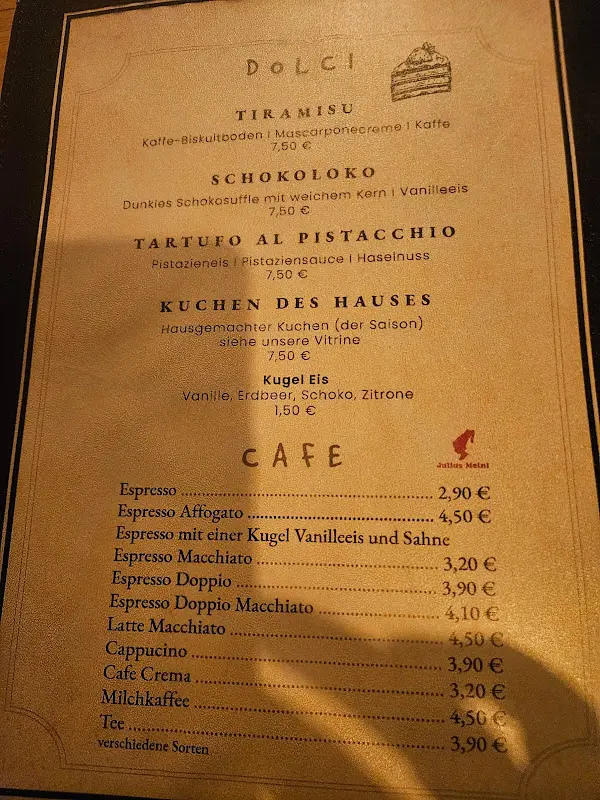 DOLCI
TIRAMISU
Kaffe-Biskuitboden | Mascarponecreme | Kaffe
7,50 €
SCHOKOLOKO
Dunkles Schokosuffle mit weichem Kern | Vanilleeis
7,50 €
TARTUFO AL PISTACCHIO
Pistazieneis | Pistaziensauce | Haselnuss
7,50 €
KUCHEN DES HAUSES
Hausgemachter Kuchen (der Saison)
siehe unsere Vitrine
7,50 €
Kugel Eis
Vanille, Erdbeer, Schoko, Zitrone
1,50 €
CAFE
Julius Meinl
Espresso 2,90 €
Espresso Affogato 4,50 €
Espresso mit einer Kugel Vanilleeis und Sahne
Espresso Macchiato 3,20 €
Espresso Doppio 3,90 €
Espresso Doppio Macchiato 4,10 €
Latte Macchiato 4,50 €
Cappucino 3,90 €
Cafe Crema 3,20 €
Milchkaffee 4,50 €
Tee 3,90 €
verschiedene Sorten